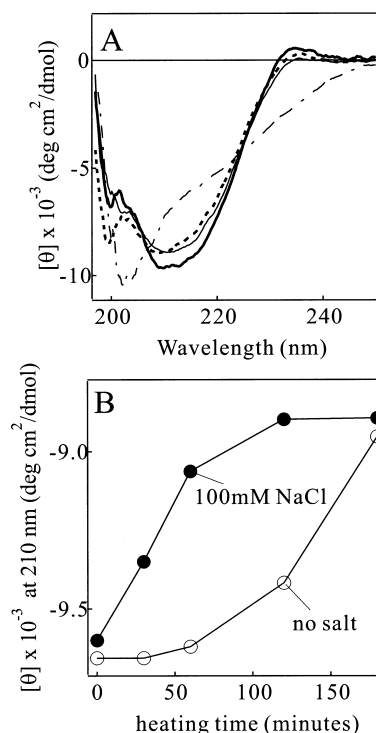 A
[θ] x 10⁻³ (deg cm²/dmol)
0
-5
-10
200 220 240
Wavelength (nm)
B
[θ] x 10⁻³ at 210 nm (deg cm²/dmol)
-9.0
-9.5
100mM NaCl
no salt
0 50 100 150
heating time (minutes)